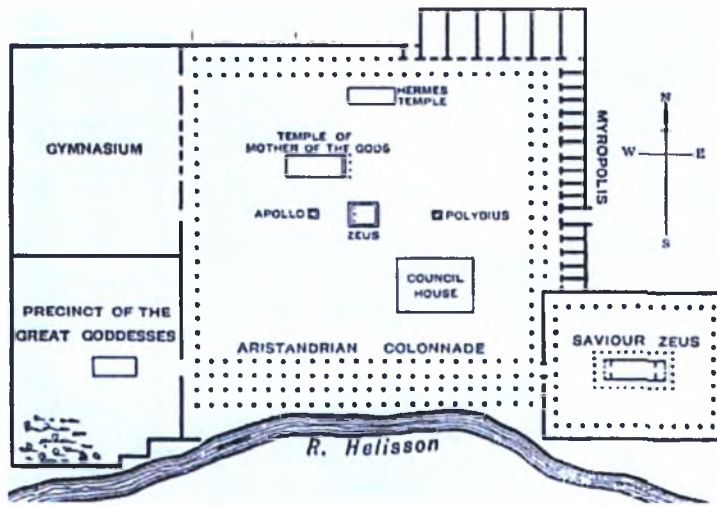 HERMES
TEMPLE
GYMNASIUM
TEMPLE OF
MOTHER OF THE GODS
MYROPOLIS
N
W E
S
APOLLO
ZEUS
POLYBIUS
COUNCIL
HOUSE
PRECINCT OF THE
GREAT GODDESSES
ARISTANDRIAN COLONNADE
SAVIOUR ZEUS
R. Helisson